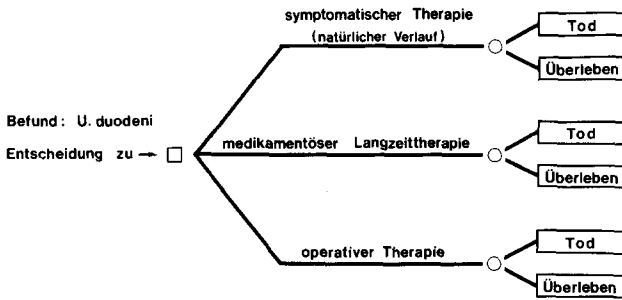 symptomatischer Therapie
(natürlicher Verlauf)
Tod
Überleben
Befund: U. duodeni
Entscheidung zu →
medikamentöser Langzeittherapie
Tod
Überleben
operativer Therapie
Tod
Überleben